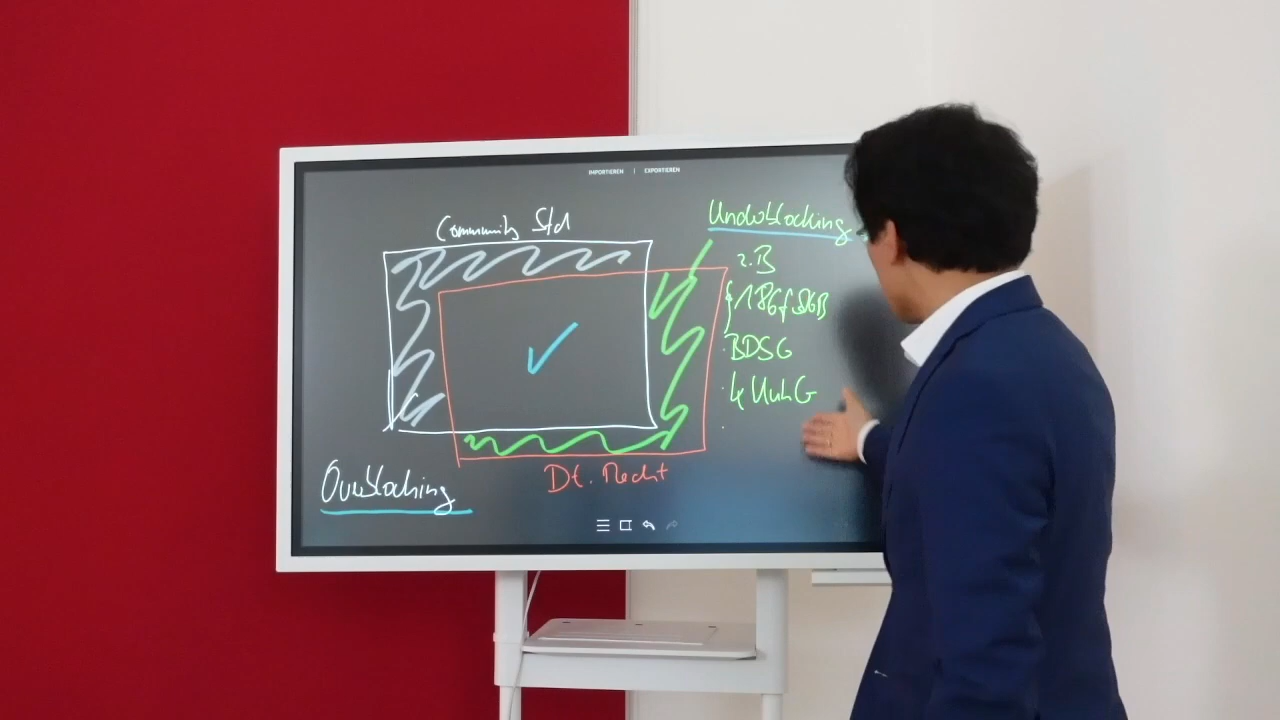 IMPORTIEREN | EXPORTIEREN
Community Std
Underblocking
z.B
§ 186f StGB
BDSG
UrhG
Dt. Recht
Overblocking